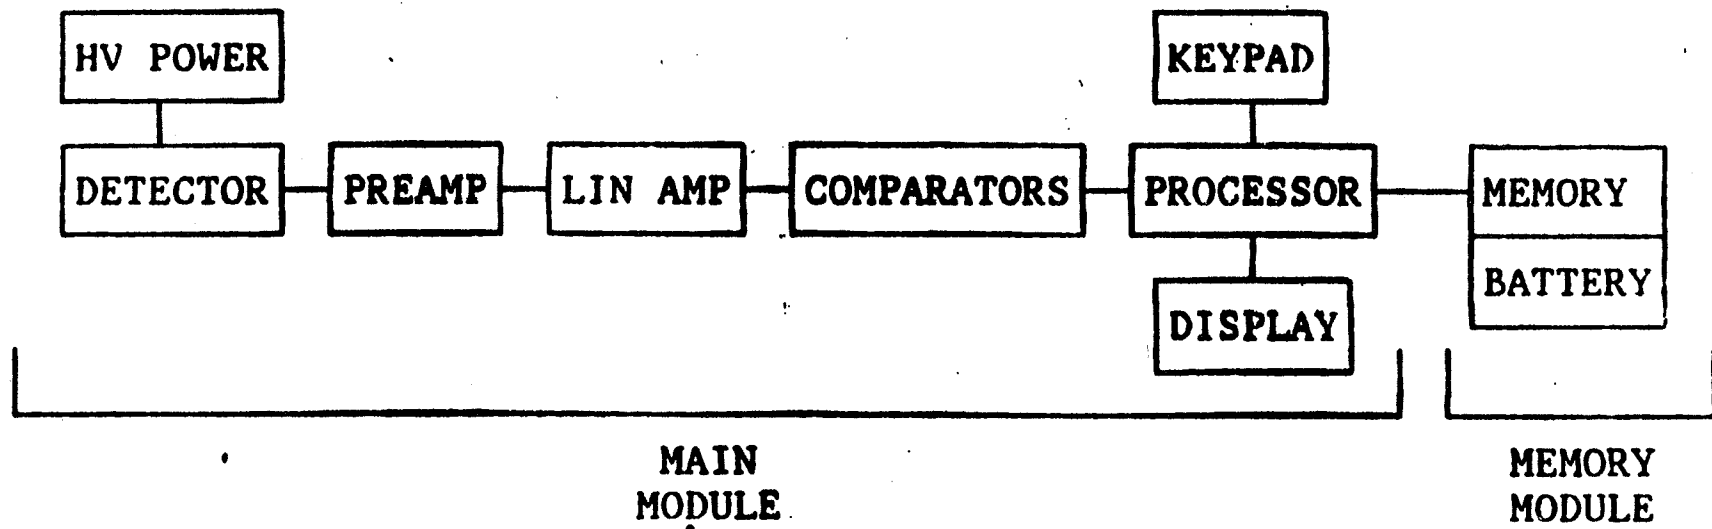 HV POWER
KEYPAD
DETECTOR
PREAMP
LIN AMP
COMPARATORS
PROCESSOR
MEMORY
BATTERY
DISPLAY
MAIN
MODULE
MEMORY
MODULE